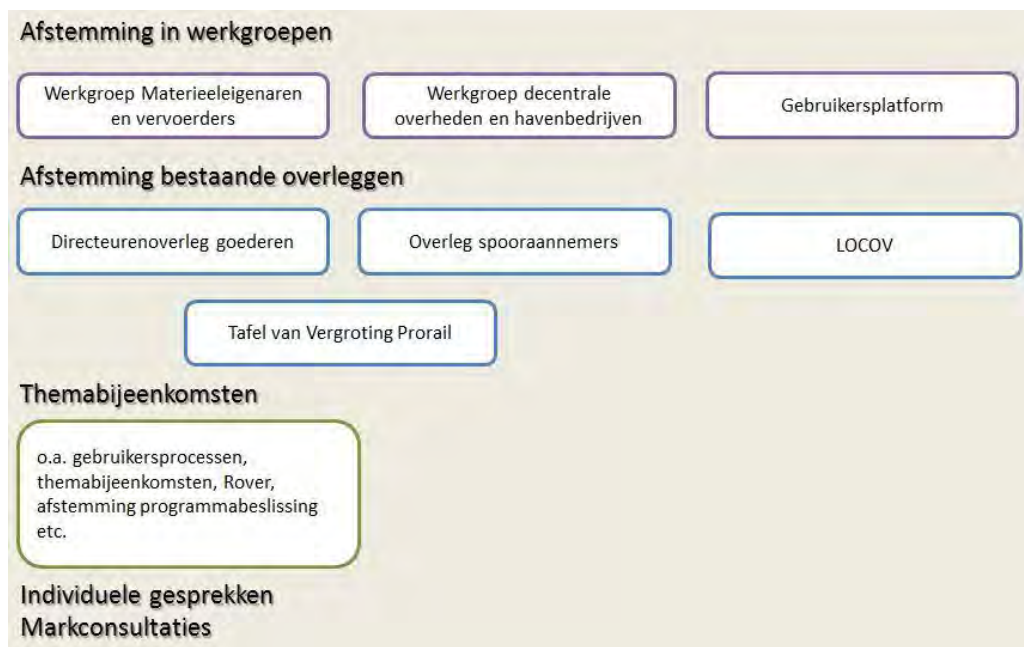 Afstemming in werkgroepen
Werkgroep Materieeleigenaren
en vervoerders
Werkgroep decentrale
overheden en havenbedrijven
Gebruikersplatform
Afstemming bestaande overleggen
Directeurenoverleg goederen
Overleg spooraannemers
LOCOV
Tafel van Vergroting Prorail
Themabijeenkomsten
o.a. gebruikersprocessen,
themabijeenkomsten, Rover,
afstemming programmabeslissing
etc.
Individuele gesprekken
Markconsultaties